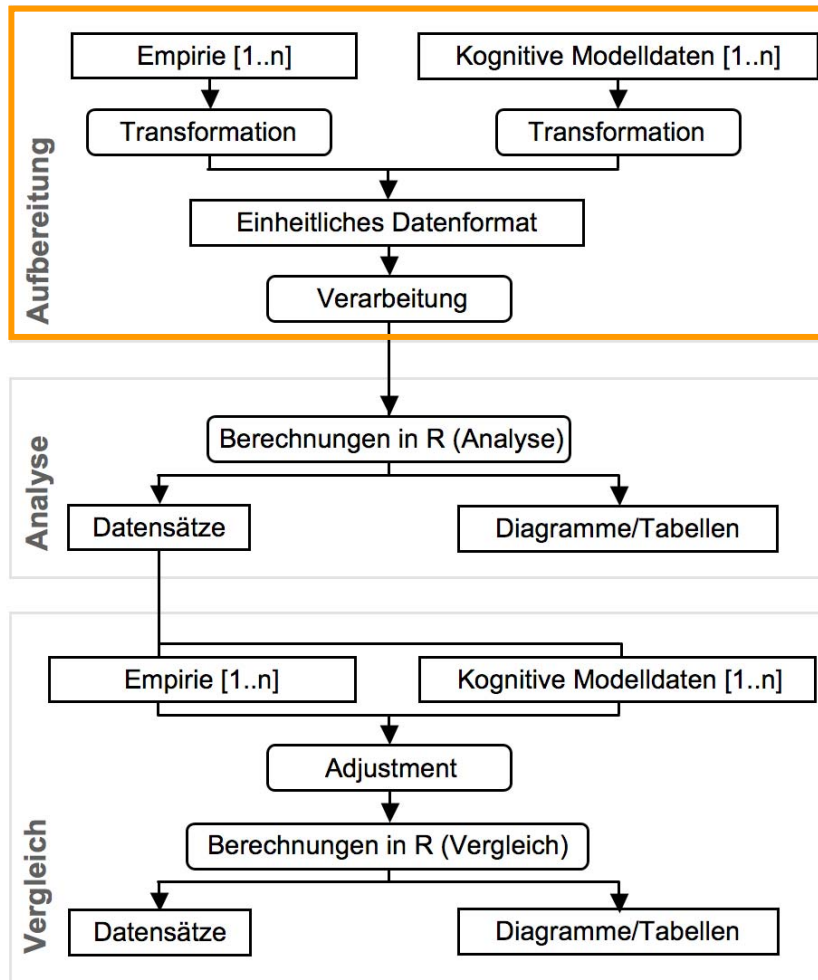 Aufbereitung
Empirie [1..n]
Kognitive Modelldaten [1..n]
Transformation
Transformation
Einheitliches Datenformat
Verarbeitung
Analyse
Berechnungen in R (Analyse)
Datensätze
Diagramme/Tabellen
Vergleich
Empirie [1..n]
Kognitive Modelldaten [1..n]
Adjustment
Berechnungen in R (Vergleich)
Datensätze
Diagramme/Tabellen